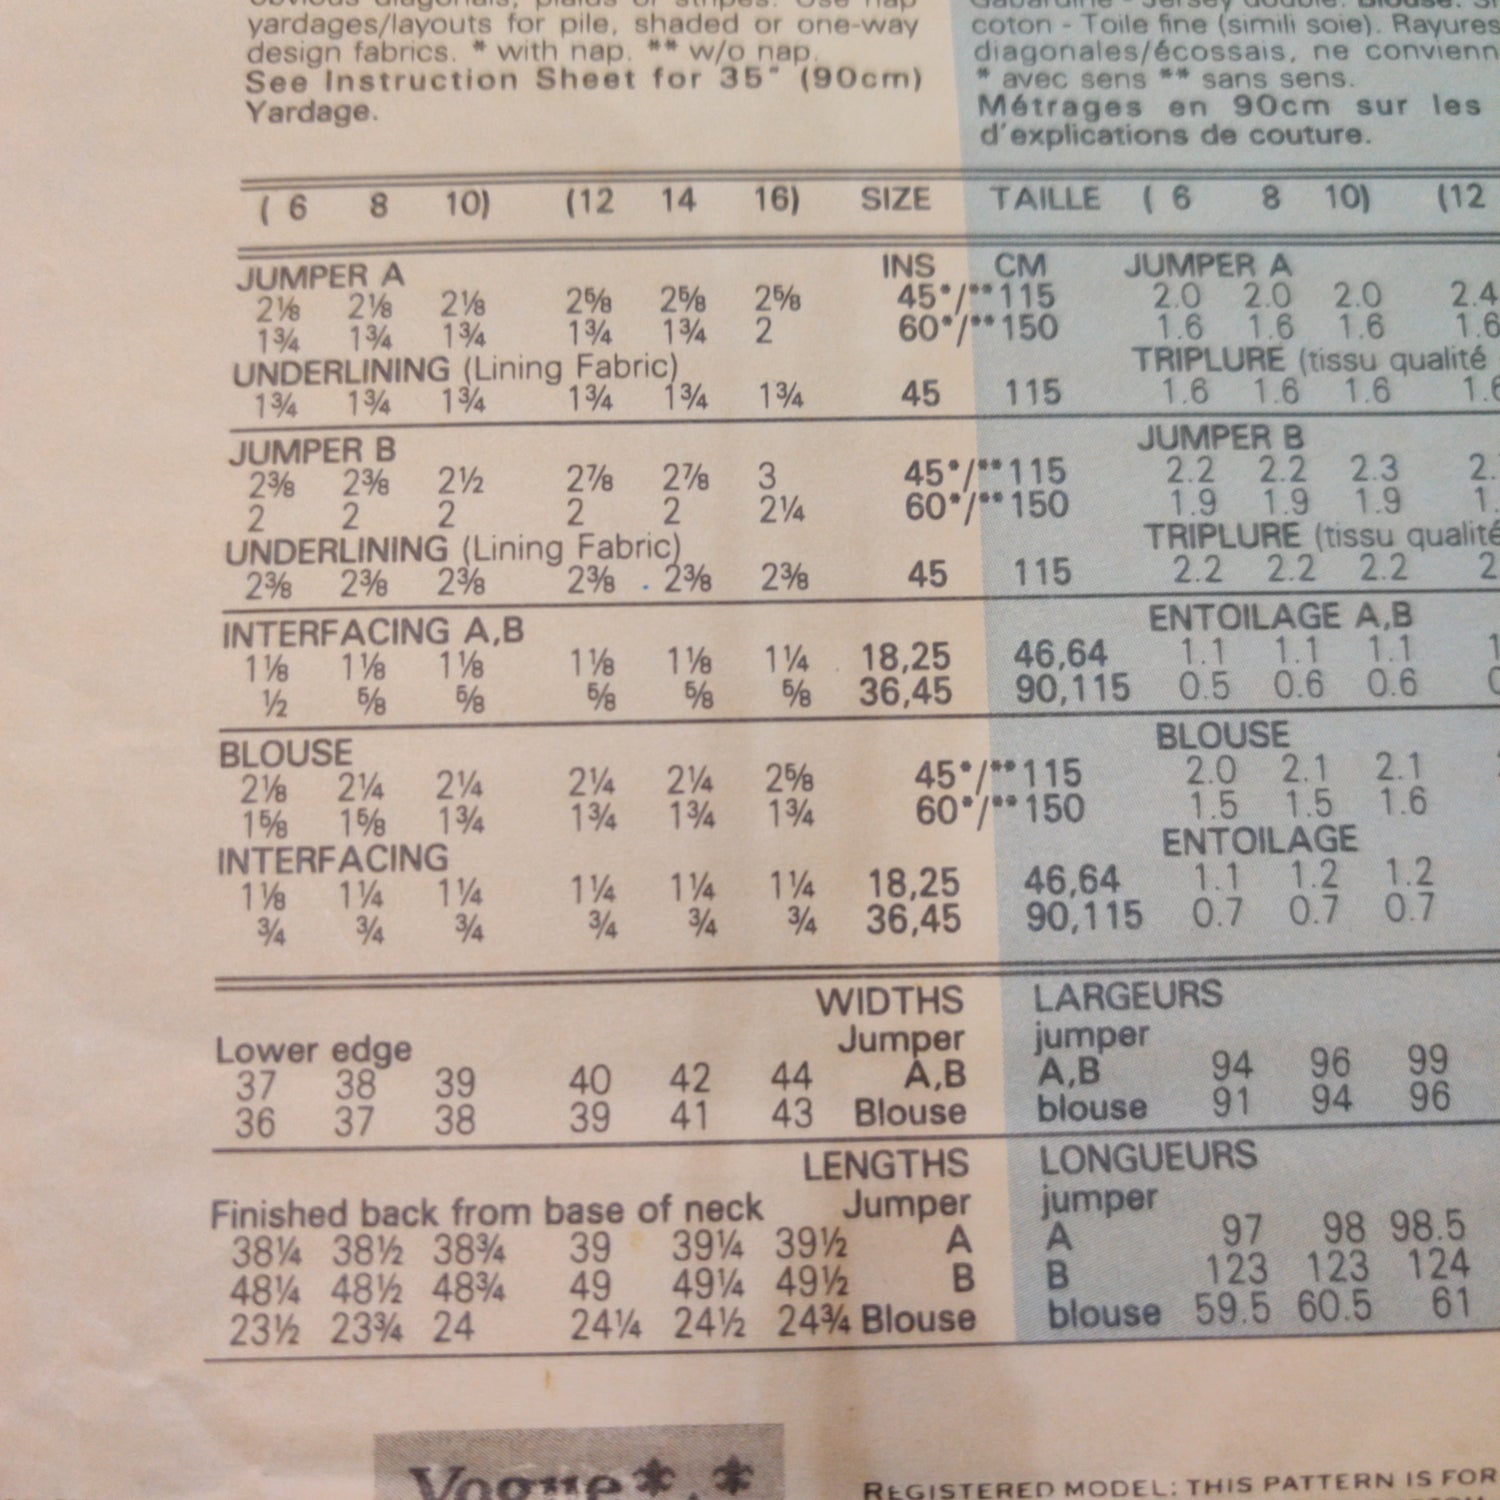 obvious diagonals, plaids or stripes. Use nap
yardages/layouts for pile, shaded or one-way
design fabrics. * with nap. ** w/o nap.
See Instruction Sheet for 35" (90cm)
Yardage.
Gabardine - Jersey double. Blouse:
coton - Toile fine (simili soie). Rayures
diagonales/écossais, ne convienn
* avec sens ** sans sens.
Métrages en 90cm sur les
d'explications de couture.
( 6 8 10) (12 14 16) SIZE TAILLE ( 6 8 10) (12
JUMPER A INS CM JUMPER A
2⅛ 2⅛ 2⅛ 2⅝ 2⅝ 2⅝ 45*/**115 2.0 2.0 2.0 2.4
1¾ 1¾ 1¾ 1¾ 1¾ 2 60*/**150 1.6 1.6 1.6 1.6
UNDERLINING (Lining Fabric) TRIPLURE (tissu qualité
1¾ 1¾ 1¾ 1¾ 1¾ 1¾ 45 115 1.6 1.6 1.6 1.6
JUMPER B JUMPER B
2⅜ 2⅜ 2½ 2⅞ 2⅞ 3 45*/**115 2.2 2.2 2.3 2.
2 2 2 2 2 2¼ 60*/**150 1.9 1.9 1.9 1.
UNDERLINING (Lining Fabric) TRIPLURE (tissu qualité
2⅜ 2⅜ 2⅜ 2⅜ 2⅜ 2⅜ 45 115 2.2 2.2 2.2 2
INTERFACING A,B ENTOILAGE A,B
1⅛ 1⅛ 1⅛ 1⅛ 1⅛ 1¼ 18,25 46,64 1.1 1.1 1.1 1
½ ⅝ ⅝ ⅝ ⅝ ⅝ 36,45 90,115 0.5 0.6 0.6 0
BLOUSE BLOUSE
2⅛ 2¼ 2¼ 2¼ 2¼ 2⅝ 45*/**115 2.0 2.1 2.1
1⅝ 1⅝ 1¾ 1¾ 1¾ 1¾ 60*/**150 1.5 1.5 1.6
INTERFACING ENTOILAGE
1⅛ 1¼ 1¼ 1¼ 1¼ 1¼ 18,25 46,64 1.1 1.2 1.2
¾ ¾ ¾ ¾ ¾ ¾ 36,45 90,115 0.7 0.7 0.7
WIDTHS LARGEURS
Lower edge Jumper jumper
37 38 39 40 42 44 A,B A,B 94 96 99
36 37 38 39 41 43 Blouse blouse 91 94 96
LENGTHS LONGUEURS
Finished back from base of neck Jumper jumper
38¼ 38½ 38¾ 39 39¼ 39½ A A 97 98 98.5
48¼ 48½ 48¾ 49 49¼ 49½ B B 123 123 124
23½ 23¾ 24 24¼ 24½ 24¾ Blouse blouse 59.5 60.5 61
Vogue*.*
REGISTERED MODEL: THIS PATTERN IS FOR